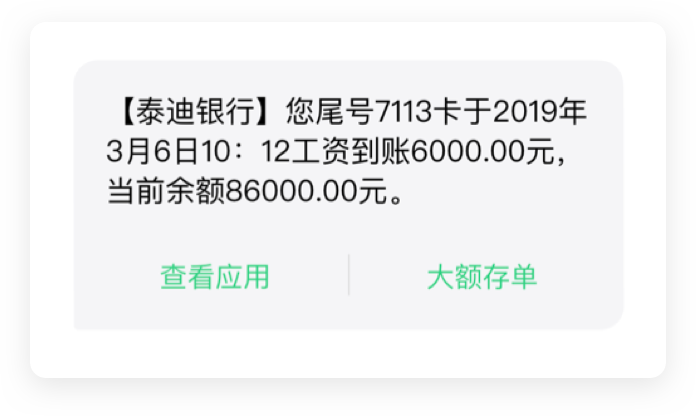 【泰迪银行】您尾号7113卡于2019年
3月6日10：12工资到账6000.00元，
当前余额86000.00元。
查看应用
大额存单